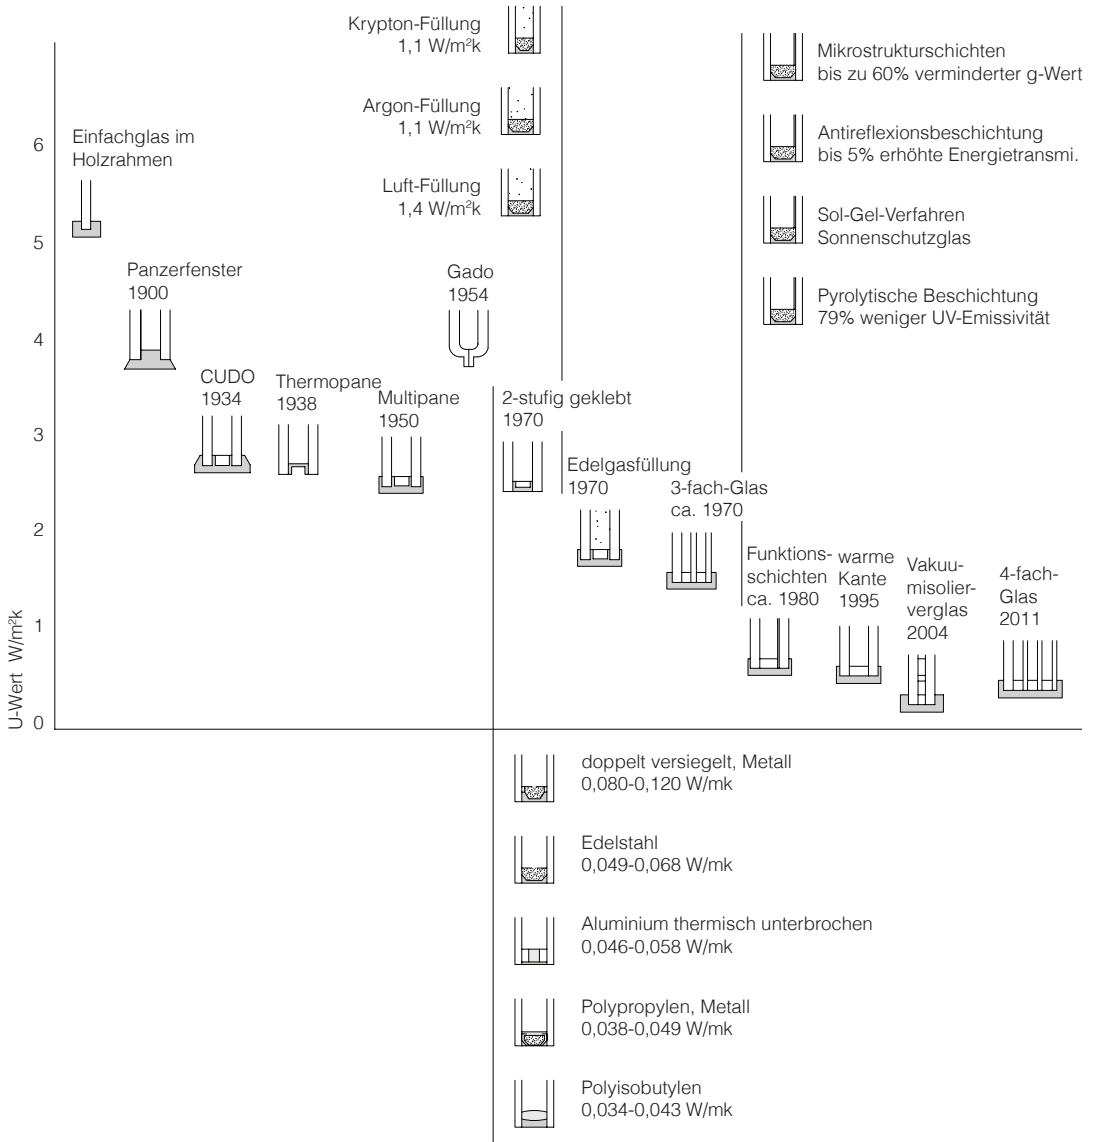 Krypton-Füllung
1,1 W/m²k
Argon-Füllung
1,1 W/m²k
Luft-Füllung
1,4 W/m²k
Mikrostrukturschichten
bis zu 60% verminderter g-Wert
Antireflexionsbeschichtung
bis 5% erhöhte Energietransmi.
Sol-Gel-Verfahren
Sonnenschutzglas
Pyrolytische Beschichtung
79% weniger UV-Emissivität
U-Wert W/m²k
6
5
4
3
2
1
0
Einfachglas im
Holzrahmen
Panzerfenster
1900
CUDO
1934
Thermopane
1938
Multipane
1950
Gado
1954
2-stufig geklebt
1970
Edelgasfüllung
1970
3-fach-Glas
ca. 1970
Funktions-
schichten
ca. 1980
warme
Kante
1995
Vakuu-
misolier-
verglas
2004
4-fach-
Glas
2011
doppelt versiegelt, Metall
0,080-0,120 W/mk
Edelstahl
0,049-0,068 W/mk
Aluminium thermisch unterbrochen
0,046-0,058 W/mk
Polypropylen, Metall
0,038-0,049 W/mk
Polyisobutylen
0,034-0,043 W/mk